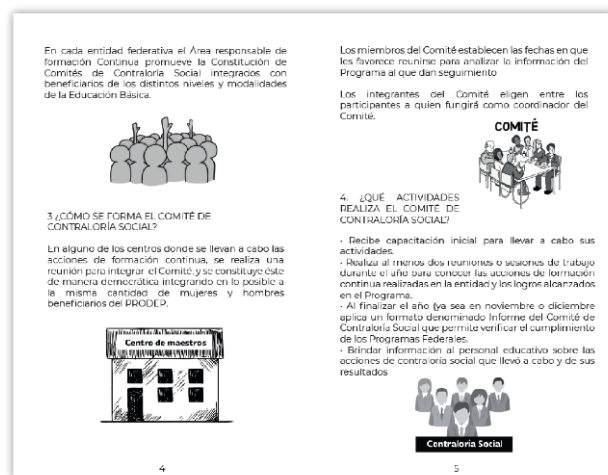 En cada entidad federativa el Área responsable de
formación Continua promueve la Constitución de
Comités de Contraloría Social integrados con
beneficiarios de los distintos niveles y modalidades
de la Educación Básica.
3 ¿CÓMO SE FORMA EL COMITÉ DE
CONTRALORÍA SOCIAL?
En alguno de los centros donde se llevan a cabo las
acciones de formación continua, se realiza una
reunión para integrar el Comité, y se constituye éste
de manera democrática integrando en lo posible a
la misma cantidad de mujeres y hombres
beneficiarios del PRODEP.
Centro de maestros
4
Los miembros del Comité establecen las fechas en que
les favorece reunirse para analizar la información del
Programa al que dan seguimiento
Los integrantes del Comité eligen entre los
participantes a quien fungirá como coordinador del
Comité.
COMITÉ
4. ¿QUÉ ACTIVIDADES
REALIZA EL COMITÉ DE
CONTRALORÍA SOCIAL?
• Recibe capacitación inicial para llevar a cabo sus
actividades.
• Realiza al menos dos reuniones o sesiones de trabajo
durante el año para conocer las acciones de formación
continua realizadas en la entidad y los logros alcanzados
en el Programa.
• Al finalizar el año (ya sea en noviembre o diciembre
aplica un formato denominado Informe del Comité de
Contraloría Social que permite verificar el cumplimiento
de los Programas Federales.
• Brindar información al personal educativo sobre las
acciones de contraloría social que llevó a cabo y de sus
resultados
Contraloría Social
5